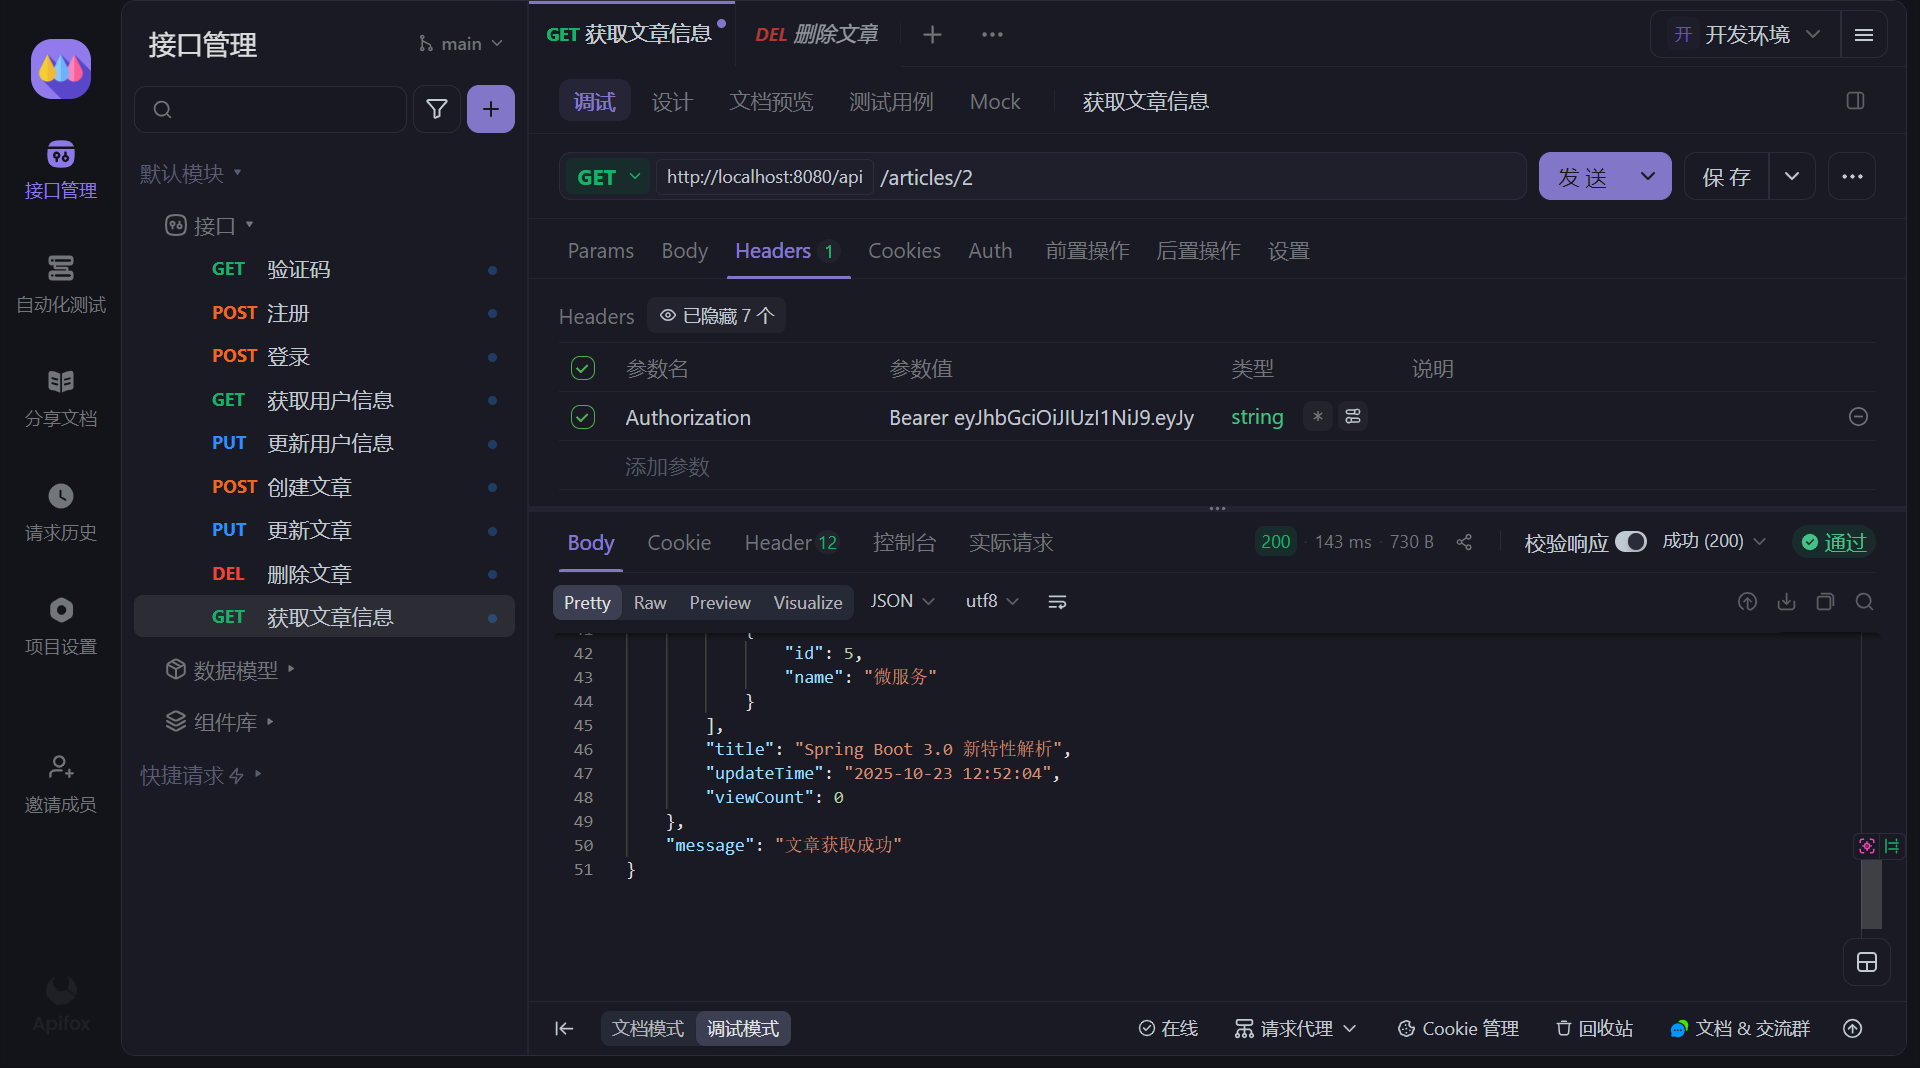 接口管理
自动化测试
分享文档
请求历史
项目设置
邀请成员
Apifox
接口管理
main
默认模块
接口
GET 验证码
POST 注册
POST 登录
GET 获取用户信息
PUT 更新用户信息
POST 创建文章
PUT 更新文章
DEL 删除文章
GET 获取文章信息
数据模型
组件库
快捷请求
GET 获取文章信息 DEL 删除文章
开 开发环境
调试 设计 文档预览 测试用例 Mock 获取文章信息
GET http://localhost:8080/api /articles/2 发 送 保 存
Params Body Headers 1 Cookies Auth 前置操作 后置操作 设置
Headers 已隐藏 7 个
参数名 参数值 类型 说明
Authorization Bearer eyJhbGciOiJIUzI1NiJ9.eyJy string *
添加参数
Body Cookie Header 12 控制台 实际请求 200 · 143 ms · 730 B 校验响应 成功 (200) 通过
Pretty Raw Preview Visualize JSON utf8
42 "id": 5,
43 "name": "微服务"
44 }
45 ],
46 "title": "Spring Boot 3.0 新特性解析",
47 "updateTime": "2025-10-23 12:52:04",
48 "viewCount": 0
49 },
50 "message": "文章获取成功"
51 }
文档模式 调试模式 在线 请求代理 Cookie 管理 回收站 文档 & 交流群